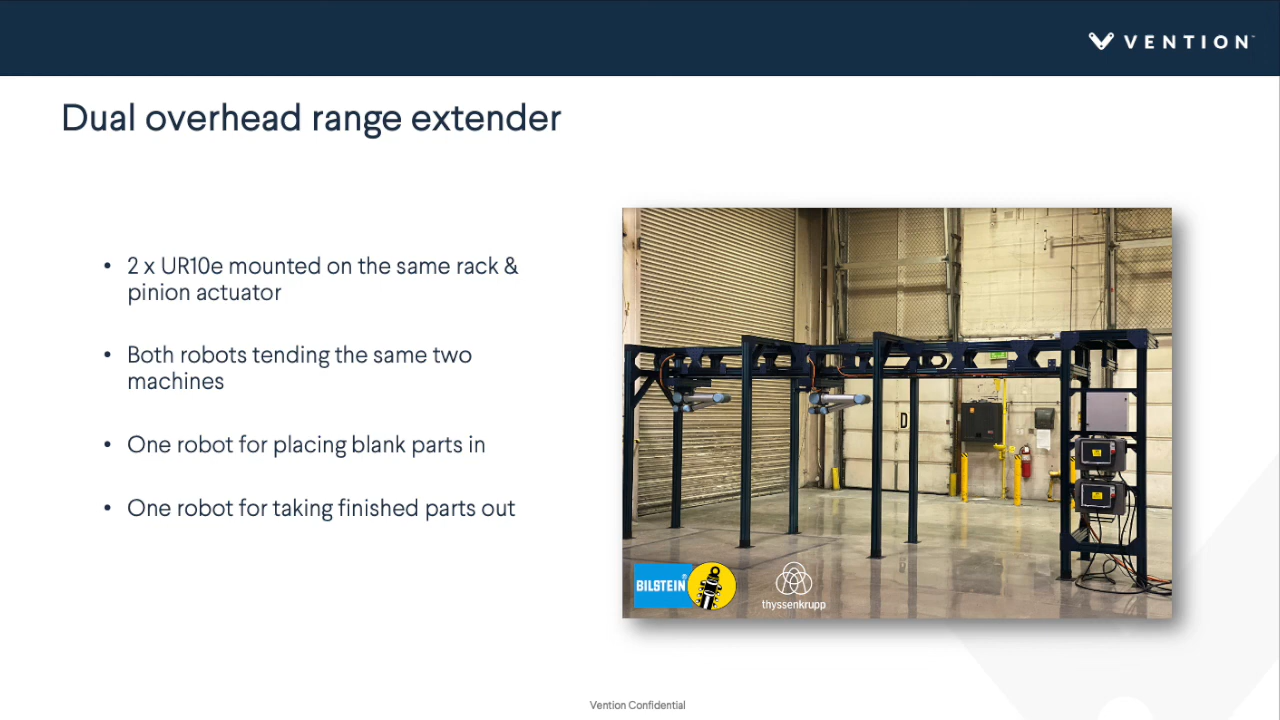 VENTION™
Dual overhead range extender
• 2 x UR10e mounted on the same rack &
pinion actuator
• Both robots tending the same two
machines
• One robot for placing blank parts in
• One robot for taking finished parts out
D
BILSTEIN®
thyssenkrupp
Vention Confidential